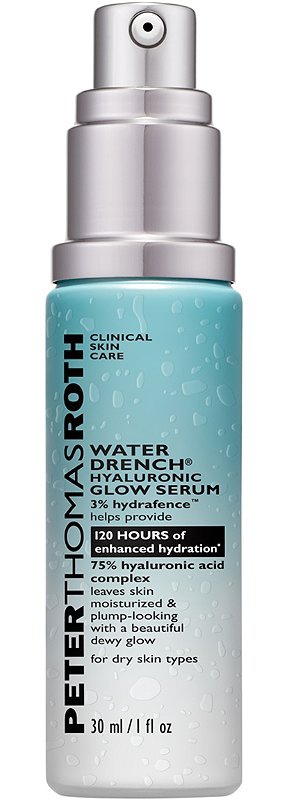 PETERTHOMASROTH
CLINICAL
SKIN
CARE
WATER
DRENCH®
HYALURONIC
GLOW SERUM
3% hydrafence™
helps provide
120 HOURS of
enhanced hydration*
75% hyaluronic acid
complex
leaves skin
moisturized &
plump-looking
with a beautiful
dewy glow
for dry skin types
30 ml / 1 fl oz